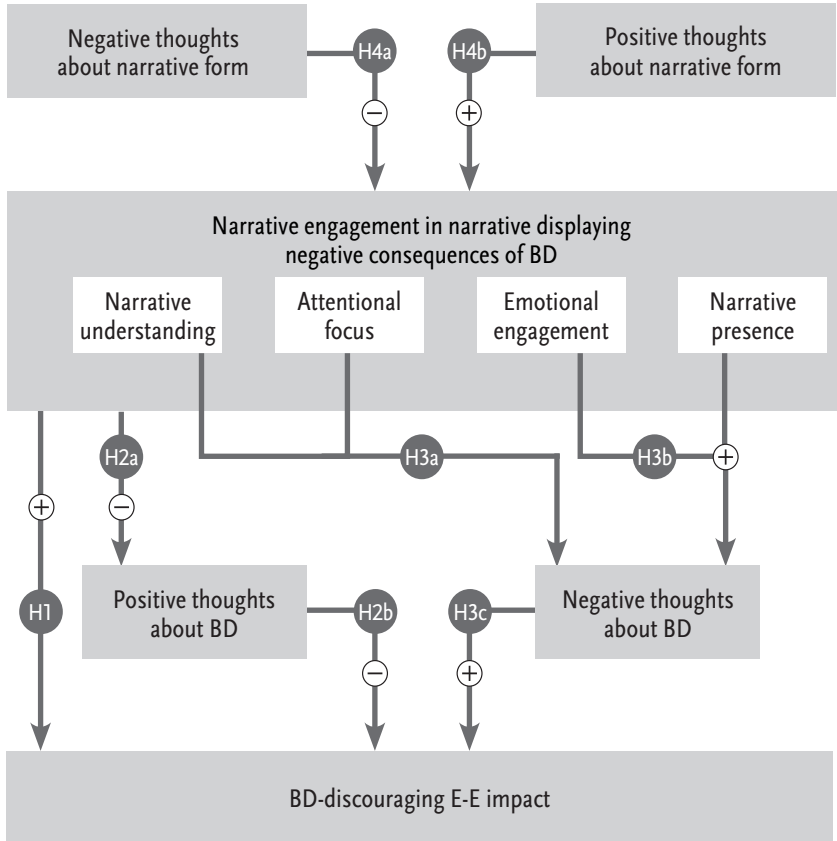 Negative thoughts
about narrative form
H4a
H4b
Positive thoughts
about narrative form
−
+
Narrative engagement in narrative displaying
negative consequences of BD
Narrative
understanding
Attentional
focus
Emotional
engagement
Narrative
presence
H2a
H3a
H3b
+
+
−
H1
Positive thoughts
about BD
H2b
H3c
Negative thoughts
about BD
−
+
BD-discouraging E-E impact